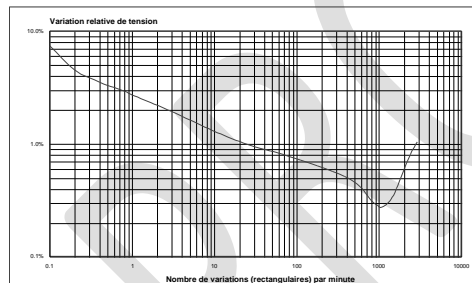 Variation relative de tension
10.0%
1.0%
0.1%
0.1 1 10 100 1000 10000
Nombre de variations (rectangulaires) par minute